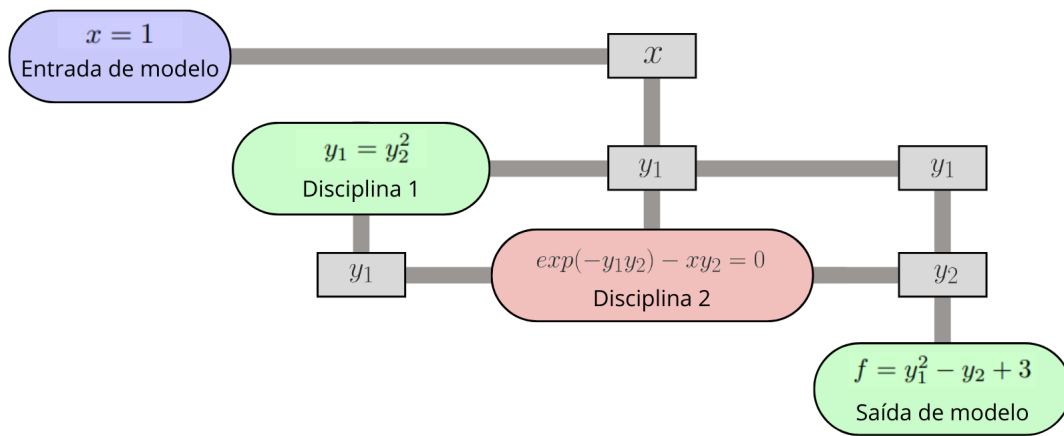 x = 1
Entrada de modelo
x
y₁ = y₂²
Disciplina 1
y₁
y₁
y₁
exp(−y₁y₂) − xy₂ = 0
Disciplina 2
y₂
f = y₁² − y₂ + 3
Saída de modelo